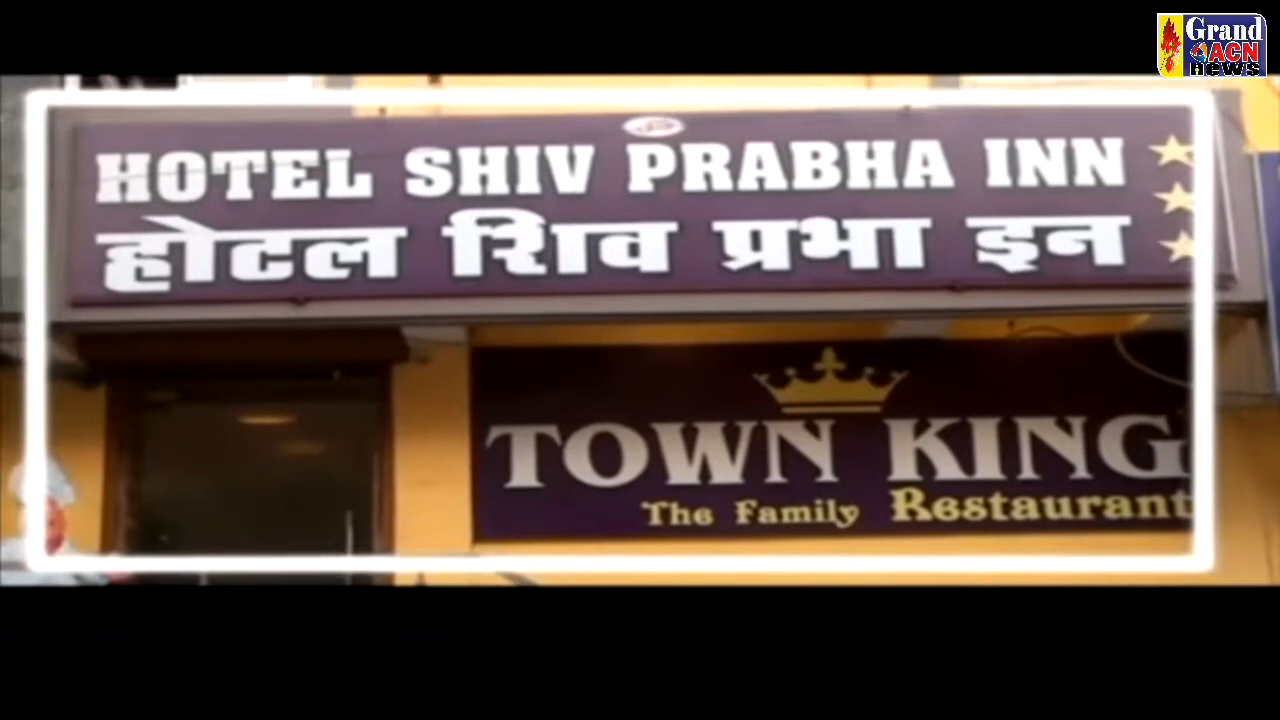 Grand
ACN
News
HOTEL SHIV PRABHA INN
होटल शिव प्रभा इन
TOWN KING
The Family Restaurant